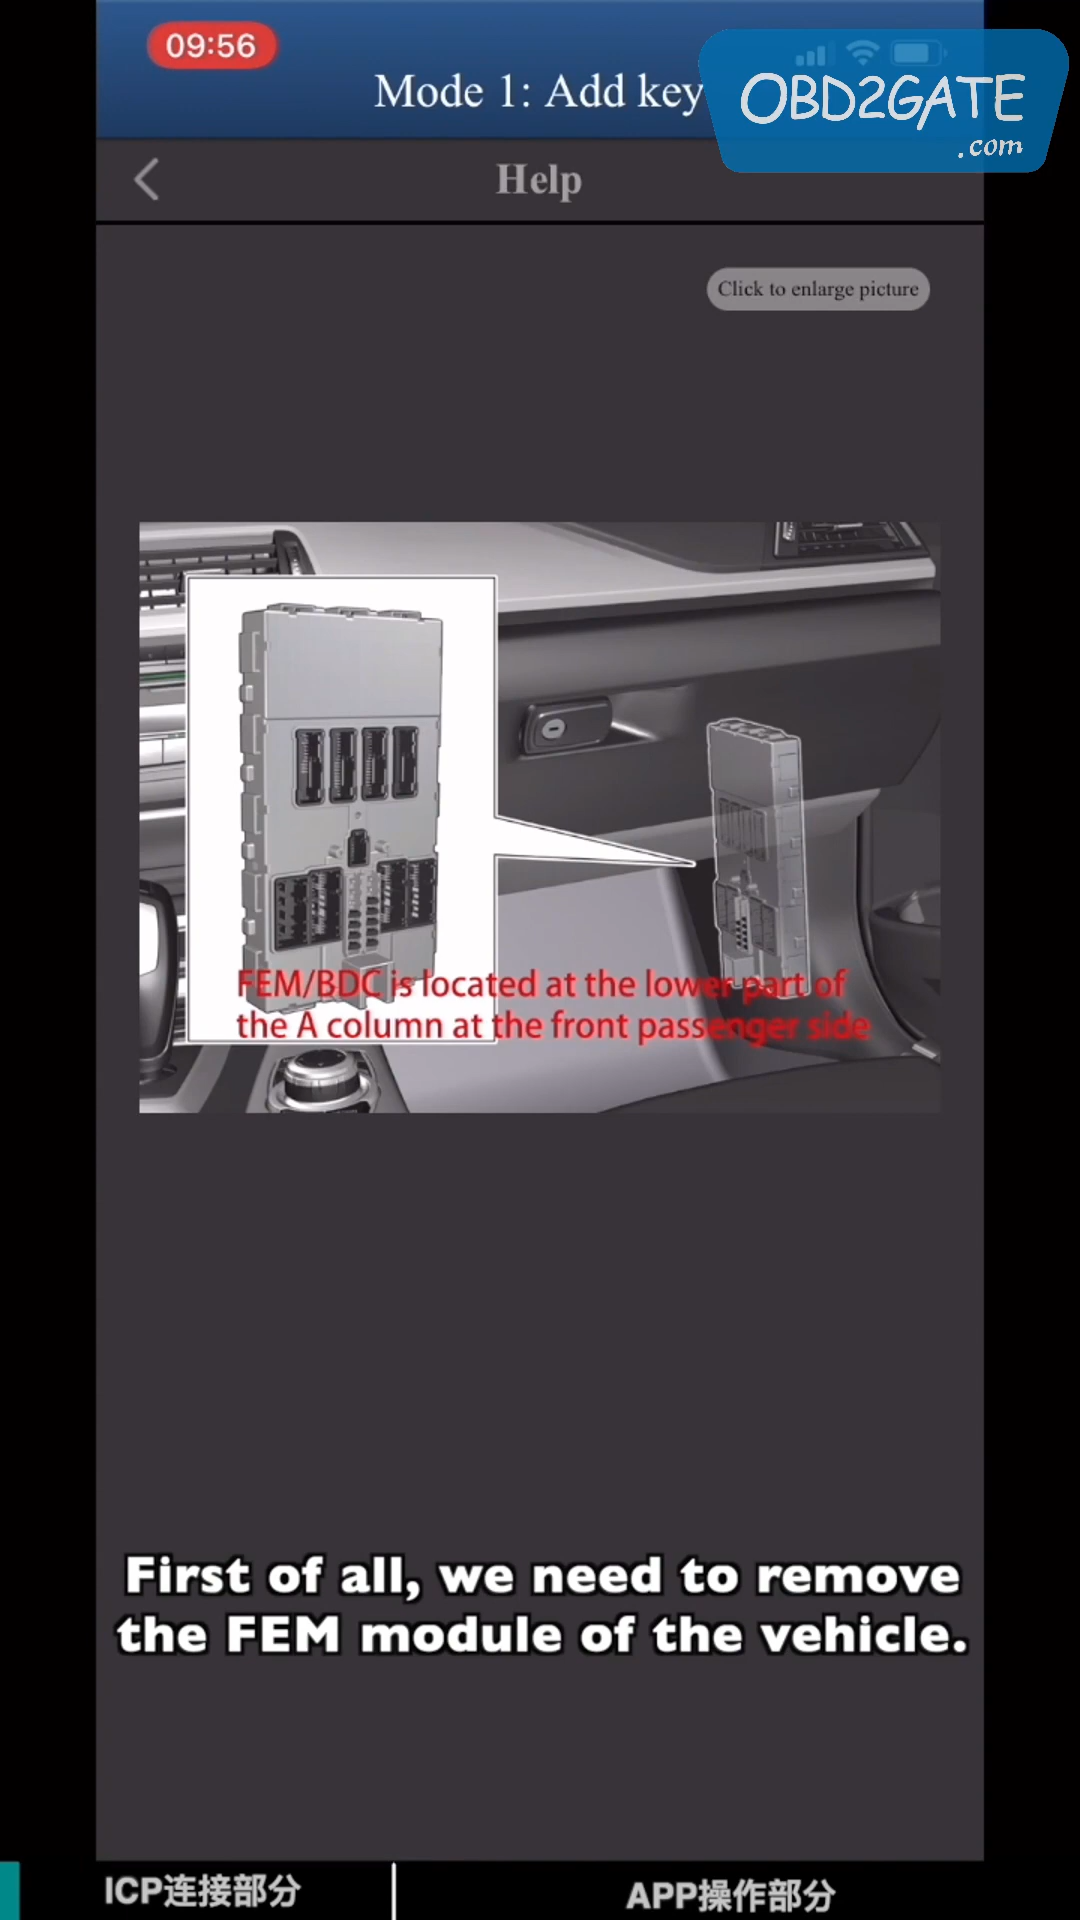 09:56
Mode 1: Add key
OBD2GATE
.com
Help
Click to enlarge picture
FEM/BDC is located at the lower part of
the A column at the front passenger side
First of all, we need to remove
the FEM module of the vehicle.
ICP连接部分
APP操作部分